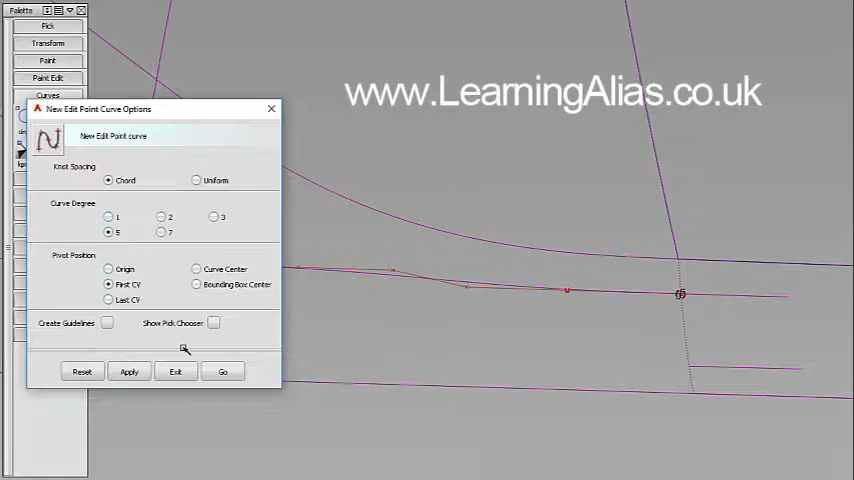 Palette
Pick
Transform
Paint
Paint Edit
Curves
www.LearningAlias.co.uk
New Edit Point Curve Options
New Edit Point curve
Knot Spacing
Chord Uniform
Curve Degree
1 2 3
5 7
Pivot Position
Origin Curve Center
First CV Bounding Box Center
Last CV
Create Guidelines Show Pick Chooser
Reset Apply Exit Go